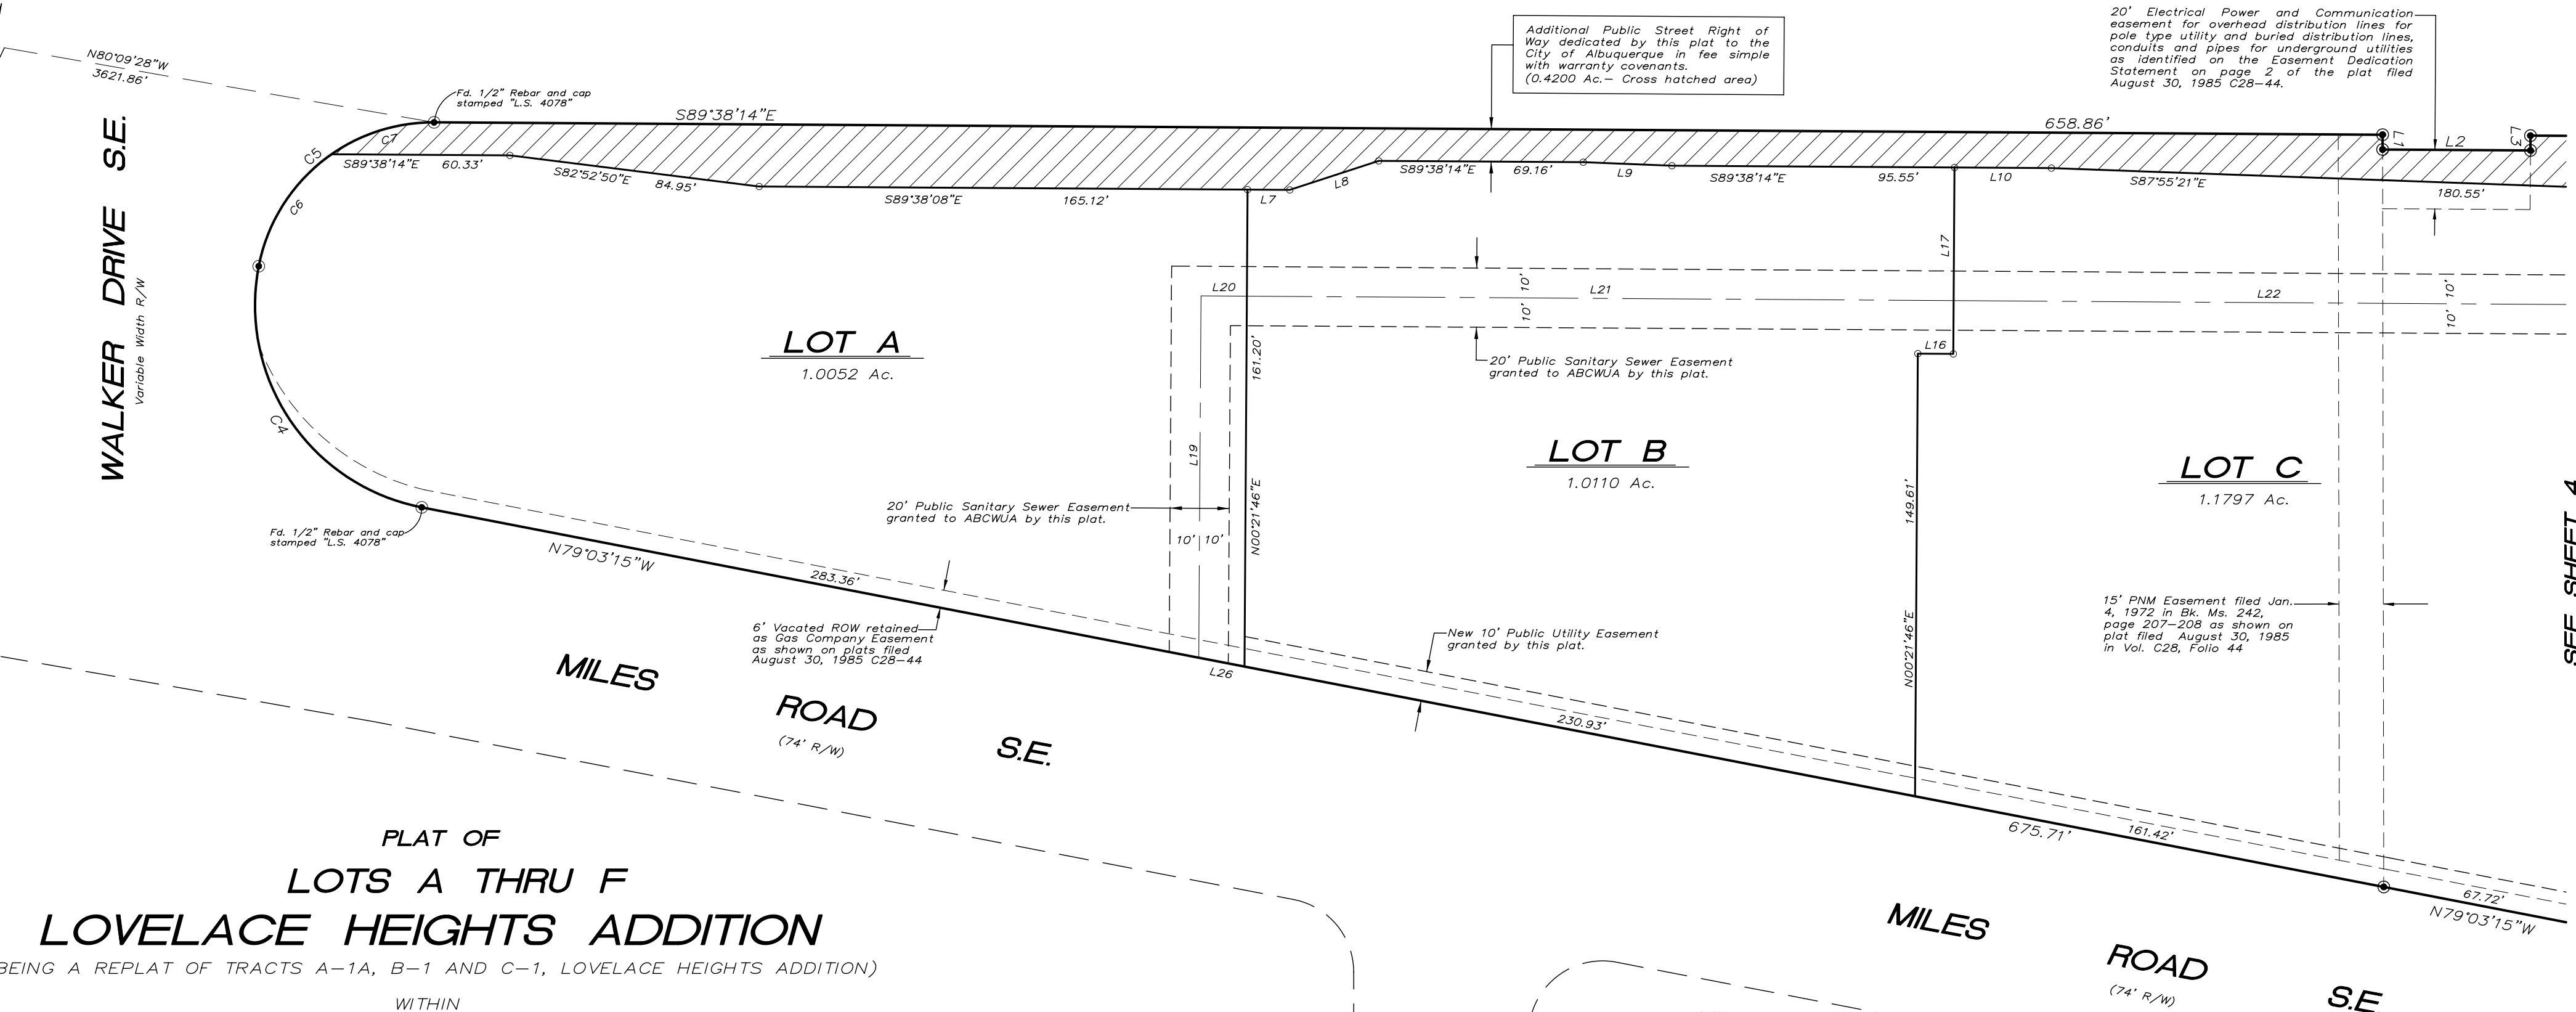 N80°09'28"W
3621.86'
WALKER DRIVE S.E.
Variable Width R/W
Fd. 1/2" Rebar and cap
stamped "L.S. 4078"
S89°38'14"E
658.86'
Additional Public Street Right of
Way dedicated by this plat to the
City of Albuquerque in fee simple
with warranty covenants.
(0.4200 Ac.– Cross hatched area)
20' Electrical Power and Communication
easement for overhead distribution lines for
pole type utility and buried distribution lines,
conduits and pipes for underground utilities
as identified on the Easement Dedication
Statement on page 2 of the plat filed
August 30, 1985 C28–44.
L1
L2
L3
C7
C5
C6
C4
S89°38'14"E 60.33'
S82°52'50"E 84.95'
S89°38'08"E 165.12'
L7
L8
S89°38'14"E 69.16'
L9
S89°38'14"E 95.55'
L10
S87°55'21"E 180.55'
L17
L20
L21
L22
10' 10'
10' 10'
L16
LOT A
1.0052 Ac.
161.20'
N00°21'46"E
20' Public Sanitary Sewer Easement
granted to ABCWUA by this plat.
LOT B
1.0110 Ac.
LOT C
1.1797 Ac.
L19
149.61'
N00°21'46"E
20' Public Sanitary Sewer Easement
granted to ABCWUA by this plat.
10' 10'
Fd. 1/2" Rebar and cap
stamped "L.S. 4078"
N79°03'15"W
283.36'
6' Vacated ROW retained
as Gas Company Easement
as shown on plats filed
August 30, 1985 C28–44
L26
New 10' Public Utility Easement
granted by this plat.
15' PNM Easement filed Jan.
4, 1972 in Bk. Ms. 242,
page 207–208 as shown on
plat filed August 30, 1985
in Vol. C28, Folio 44
SEE SHEET 4
230.93'
675.71'
161.42'
67.72'
N79°03'15"W
MILES ROAD S.E.
(74' R/W)
MILES ROAD S.E
(74' R/W)
PLAT OF
LOTS A THRU F
LOVELACE HEIGHTS ADDITION
BEING A REPLAT OF TRACTS A–1A, B–1 AND C–1, LOVELACE HEIGHTS ADDITION)
WITHIN